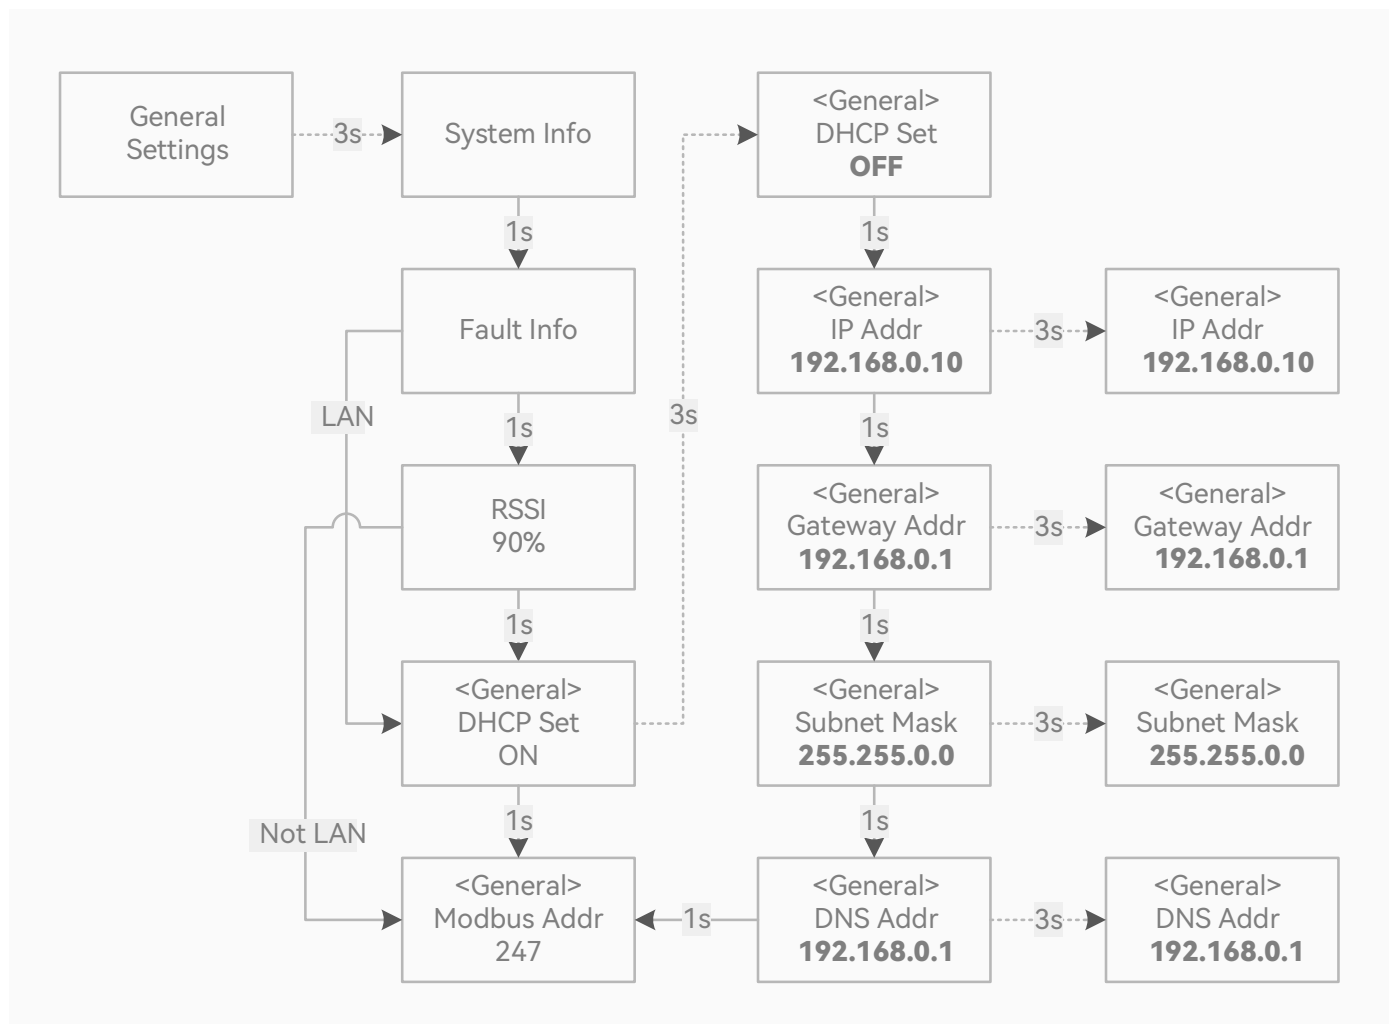 General
Settings
3s
System Info
1s
Fault Info
LAN
1s
RSSI
90%
Not LAN
1s
<General>
DHCP Set
ON
3s
1s
<General>
Modbus Addr
247
<General>
DHCP Set
OFF
1s
<General>
IP Addr
192.168.0.10
3s
<General>
IP Addr
192.168.0.10
1s
<General>
Gateway Addr
192.168.0.1
3s
<General>
Gateway Addr
192.168.0.1
1s
<General>
Subnet Mask
255.255.0.0
3s
<General>
Subnet Mask
255.255.0.0
1s
<General>
DNS Addr
192.168.0.1
1s
3s
<General>
DNS Addr
192.168.0.1